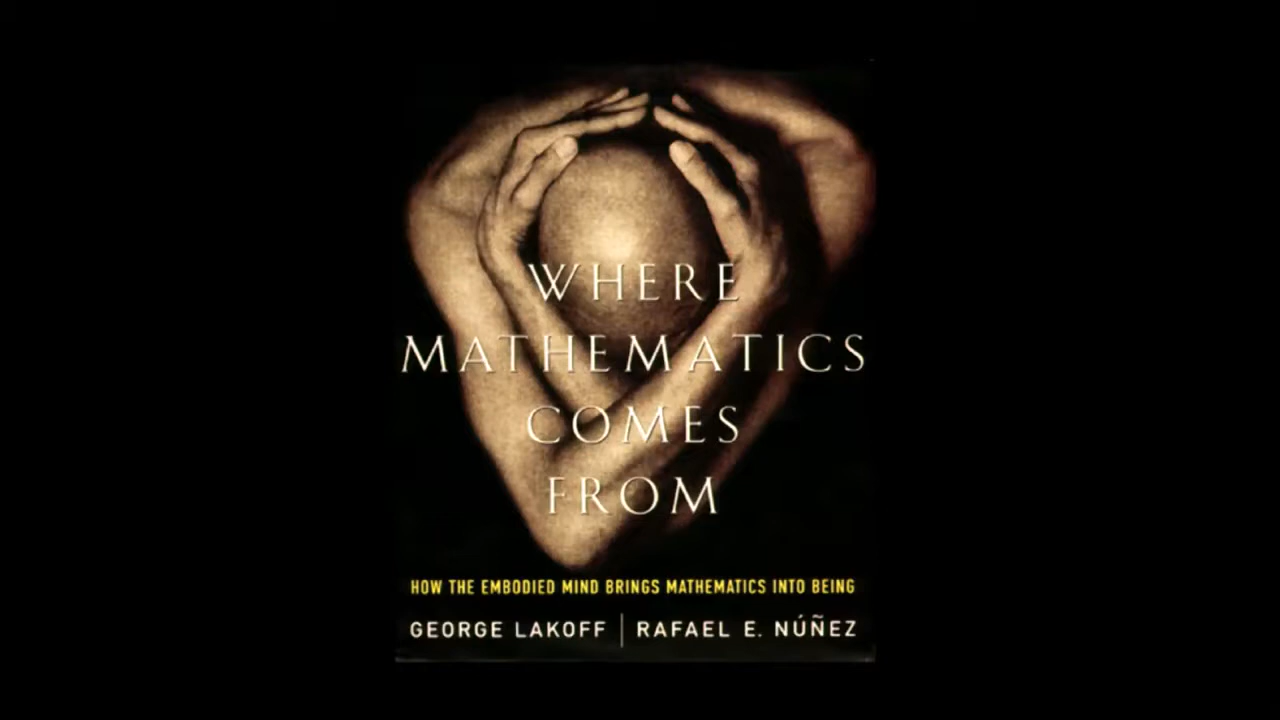 WHERE
MATHEMATICS
COMES
FROM
HOW THE EMBODIED MIND BRINGS MATHEMATICS INTO BEING
GEORGE LAKOFF | RAFAEL E. NÚÑEZ